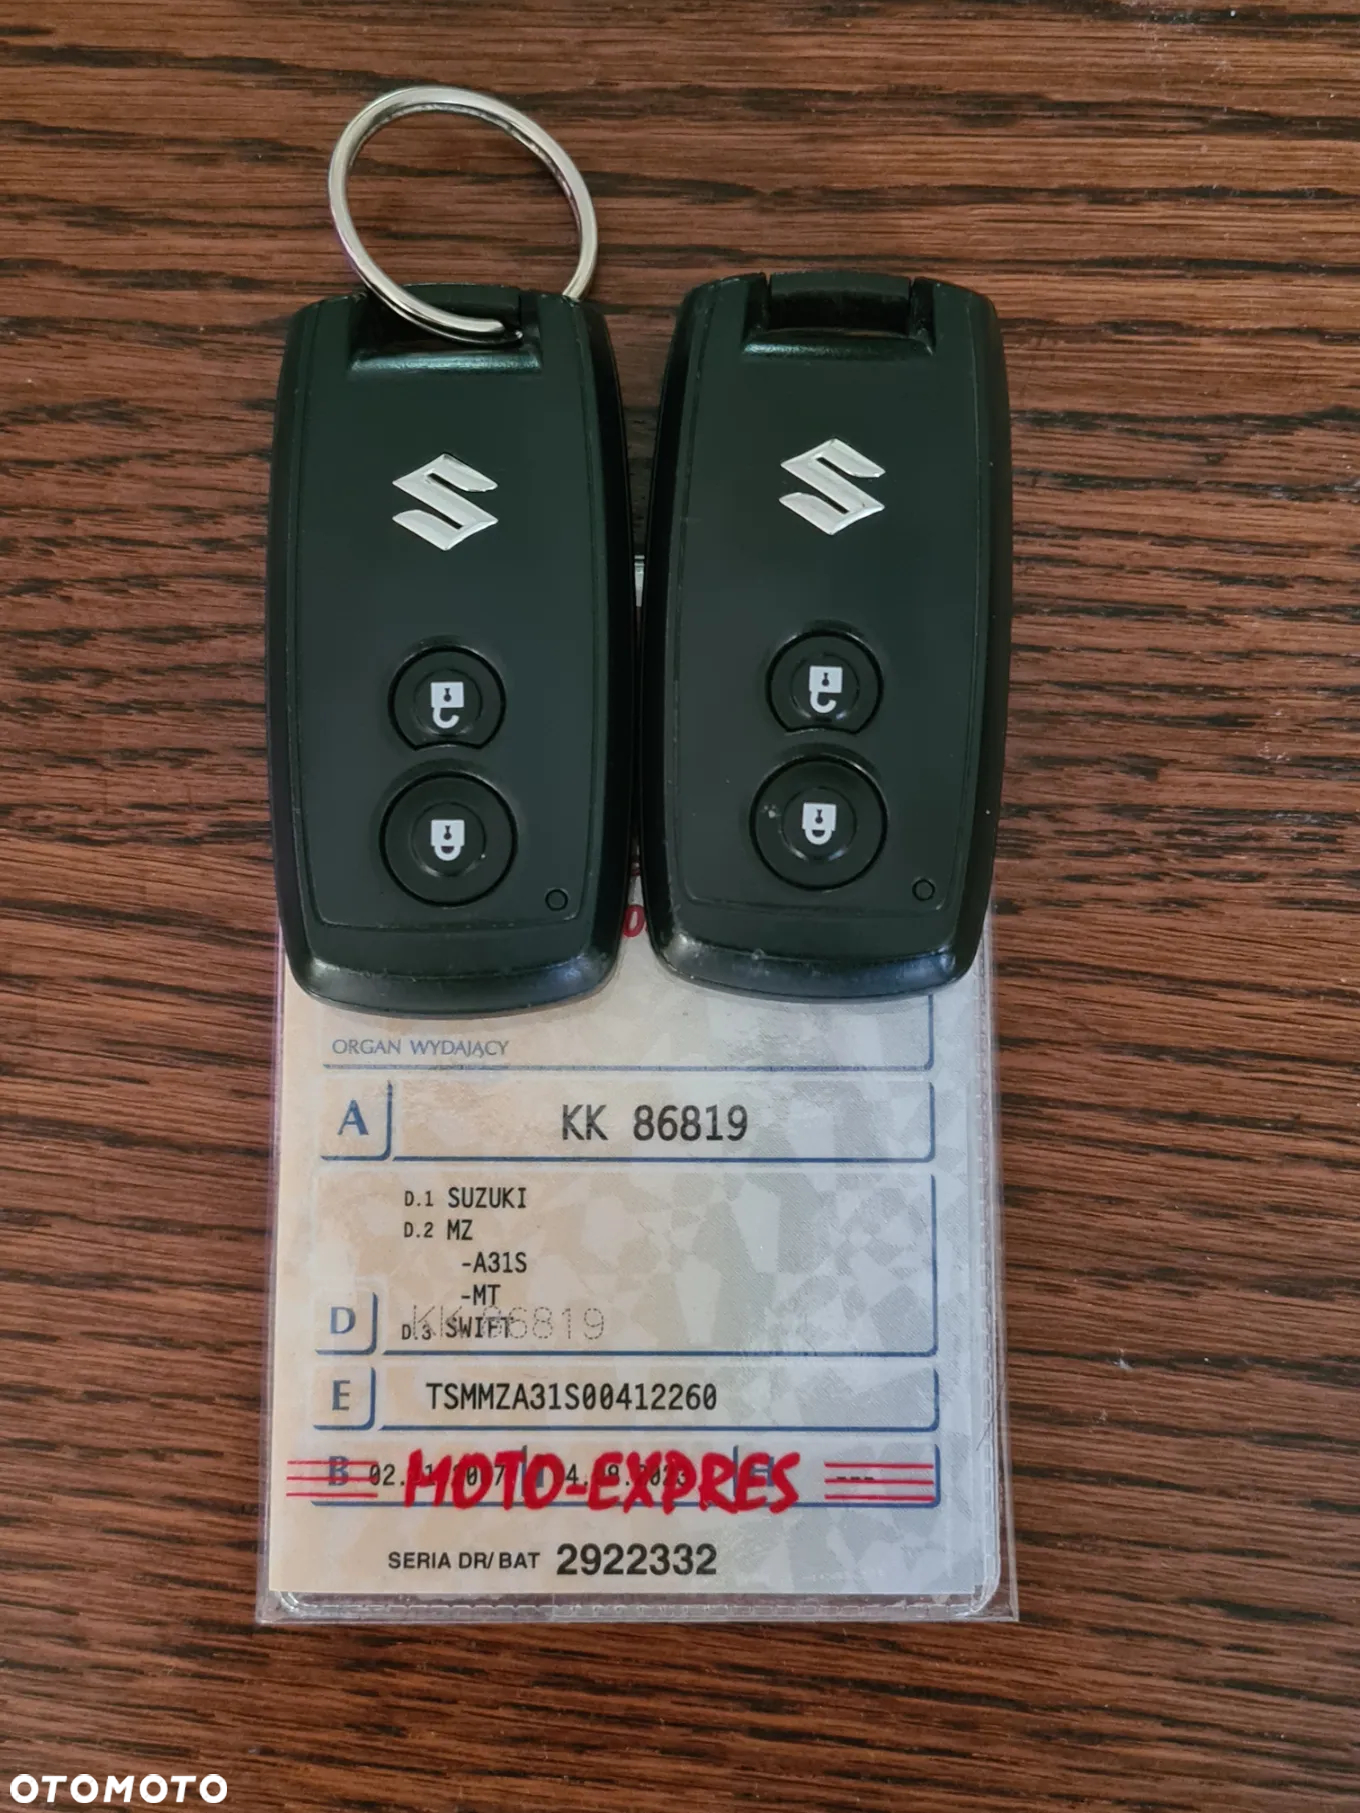 ORGAN WYDAJĄCY
A KK 86819
D.1 SUZUKI
D.2 MZ
-A31S
-MT
D D.3 SWIFT KK 86819
E TSMMZA31S00412260
B
MOTO-EXPRES ---
SERIA DR/BAT 2922332
OTOMOTO